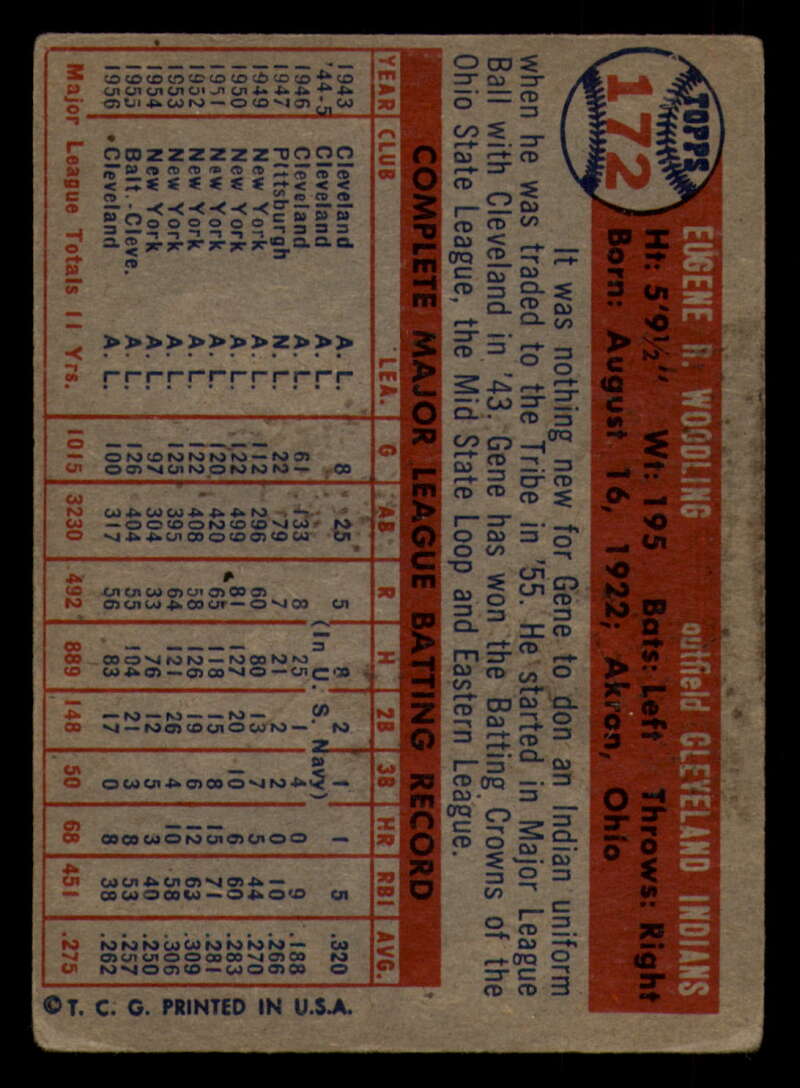 TOPPS
172
EUGENE R. WOODLING outfield CLEVELAND INDIANS
Ht: 5'9½" Wt: 195 Bats: Left Throws: Right
Born: August 16, 1922; Akron, Ohio
It was nothing new for Gene to don an Indian uniform
when he was traded to the Tribe in '55. He started in Major League
Ball with Cleveland in '43. Gene has won the Batting Crowns of the
Ohio State League, the Mid State Loop and Eastern League.
COMPLETE MAJOR LEAGUE BATTING RECORD
YEAR CLUB LEA. G AB R H 2B 3B HR RBI AVG.
1943 Cleveland A. L. 8 25 5 8 2 1 1 5 .320
'44-5 Cleveland A. L. (In U. S. Navy)
1946 Cleveland A. L. 61 133 8 25 1 4 0 9 .188
1947 Pittsburgh N. L. 22 79 7 21 2 2 0 10 .266
1949 New York A. L. 112 296 60 80 13 7 5 44 .270
1950 New York A. L. 122 499 81 127 20 10 6 60 .283
1951 New York A. L. 120 420 65 118 15 8 15 71 .281
1952 New York A. L. 122 408 58 126 19 6 12 63 .309
1953 New York A. L. 125 395 64 121 26 4 10 58 .306
1954 New York A. L. 97 304 33 76 12 5 3 40 .250
1955 Balt.-Cleve. A. L. 126 404 55 104 21 3 8 53 .257
1956 Cleveland A. L. 100 317 56 83 17 0 8 38 .262
Major League Totals 11 Yrs. 1015 3230 492 889 148 50 68 451 .275
© T. C. G. PRINTED IN U.S.A.